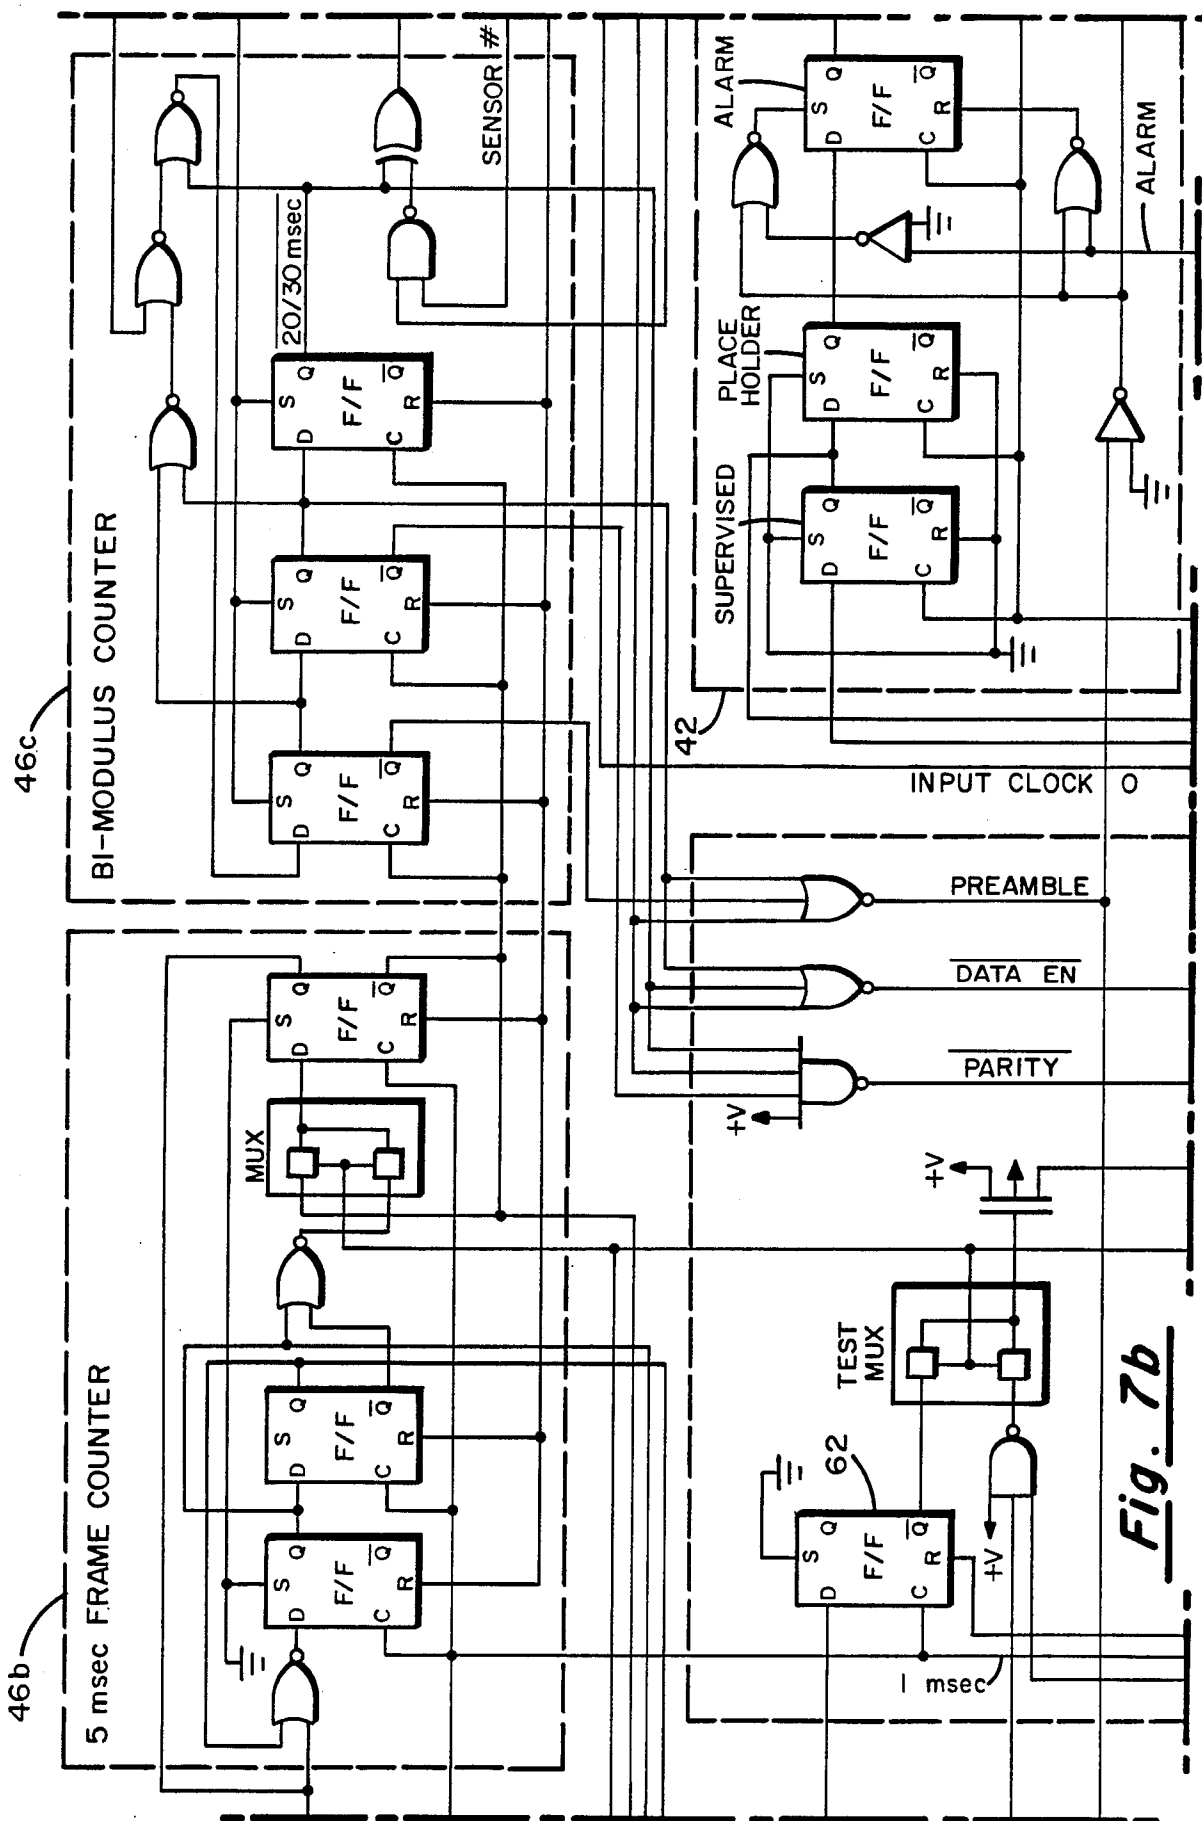 46b
5 msec FRAME COUNTER
D
S
Q
F/F
C
Q
R
D
S
Q
F/F
C
Q
R
MUX
D
S
Q
F/F
C
Q
R
46c
BI-MODULUS COUNTER
D
S
Q
F/F
C
Q
R
D
S
Q
F/F
C
Q
R
D
S
Q
F/F
C
Q
R
20/30 msec
SENSOR #
62
D
S
Q
F/F
C
Q
R
1 msec
+V
TEST
MUX
+V
+V
PARITY
DATA EN
PREAMBLE
INPUT CLOCK 0
42
SUPERVISED
D
S
Q
F/F
C
Q
R
PLACE
HOLDER
D
S
Q
F/F
C
Q
R
ALARM
D
S
Q
F/F
C
Q
R
ALARM
Fig. 7b